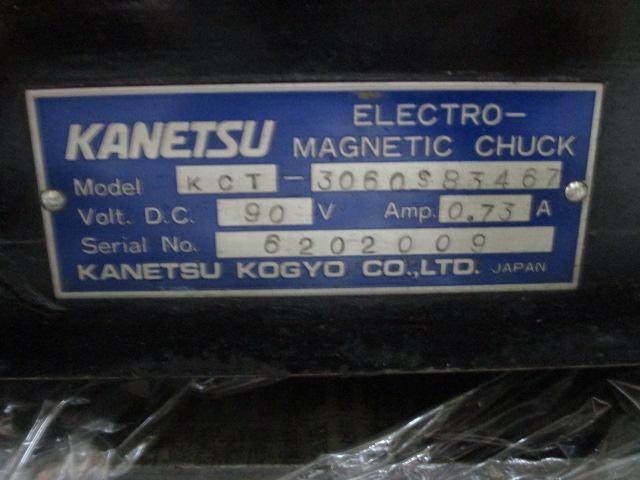 KANETSU
ELECTRO-
MAGNETIC CHUCK
Model KCT-3060S83467
Volt. D.C. 90 V Amp. 0.73 A
Serial No. 6202009
KANETSU KOGYO CO.,LTD. JAPAN